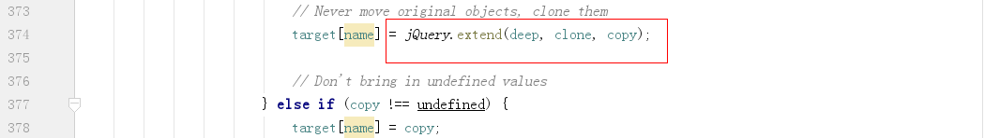 373 // Never move original objects, clone them
374 target[name] = jQuery.extend(deep, clone, copy);
375
376 // Don't bring in undefined values
377 } else if (copy !== undefined) {
378 target[name] = copy;